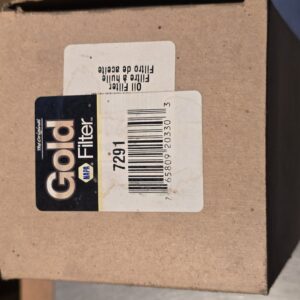 The Original
Gold
NAPA
Filter
7291
7 65809 20330 3
Oil Filter
Filtre à huile
Filtro de aceite